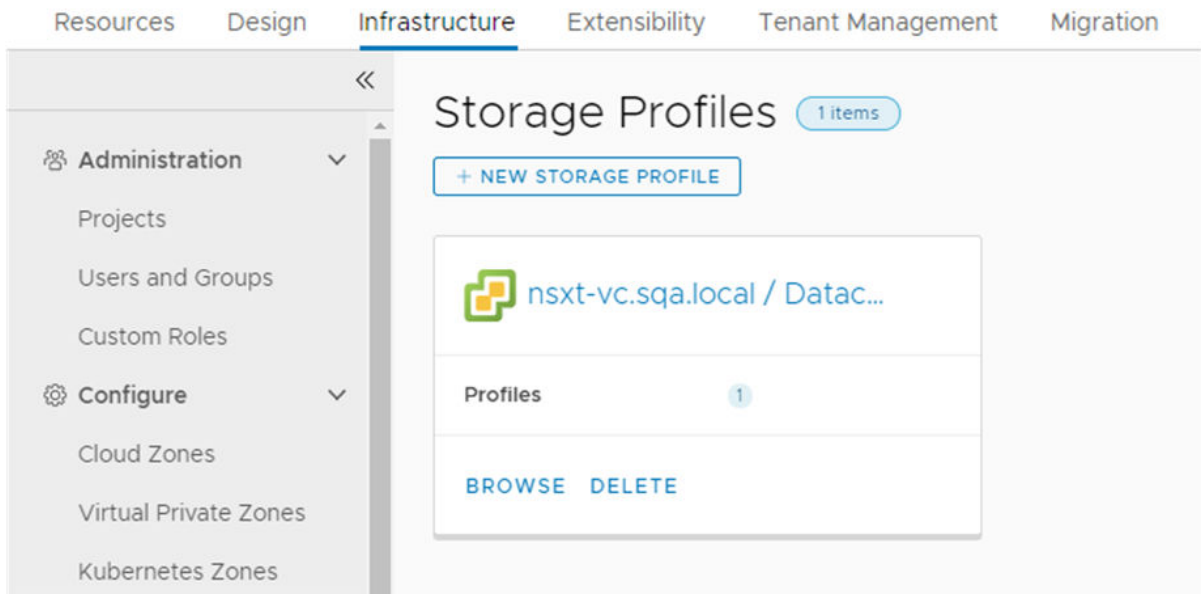 Resources Design Infrastructure Extensibility Tenant Management Migration
«
Administration
Projects
Users and Groups
Custom Roles
Configure
Cloud Zones
Virtual Private Zones
Kubernetes Zones
Storage Profiles 1 items
+ NEW STORAGE PROFILE
nsxt-vc.sqa.local / Datac...
Profiles 1
BROWSE DELETE